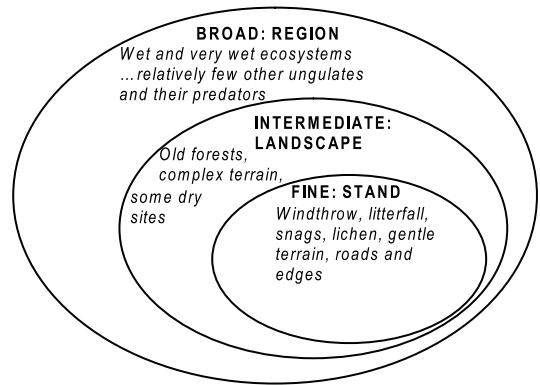 BROAD: REGION
Wet and very wet ecosystems
...relatively few other ungulates
and their predators
INTERMEDIATE:
LANDSCAPE
Old forests,
complex terrain,
some dry
sites
FINE: STAND
Windthrow, litterfall,
snags, lichen, gentle
terrain, roads and
edges